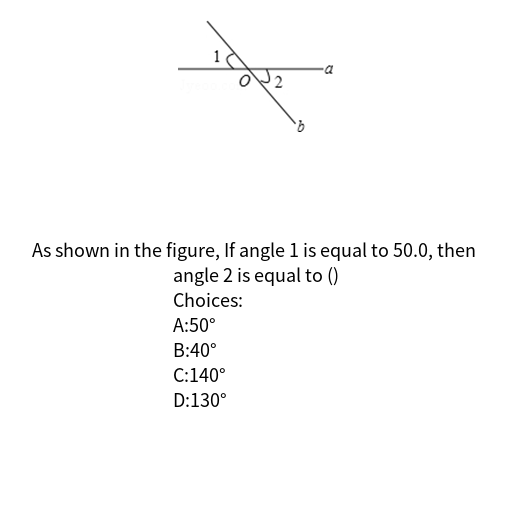 1
a
O
2
b
As shown in the figure, If angle 1 is equal to 50.0, then
angle 2 is equal to ()
Choices:
A:50°
B:40°
C:140°
D:130°